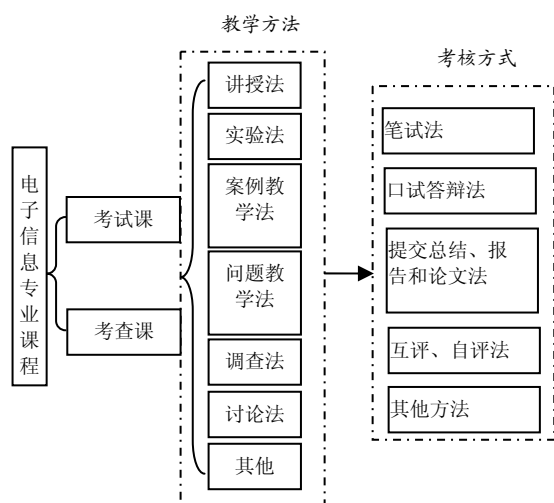 教学方法
考核方式
电
子
信
息
专
业
课
程
考试课
考查课
讲授法
实验法
案例教
学法
问题教
学法
调查法
讨论法
其他
笔试法
口试答辩法
提交总结、报
告和论文法
互评、自评法
其他方法